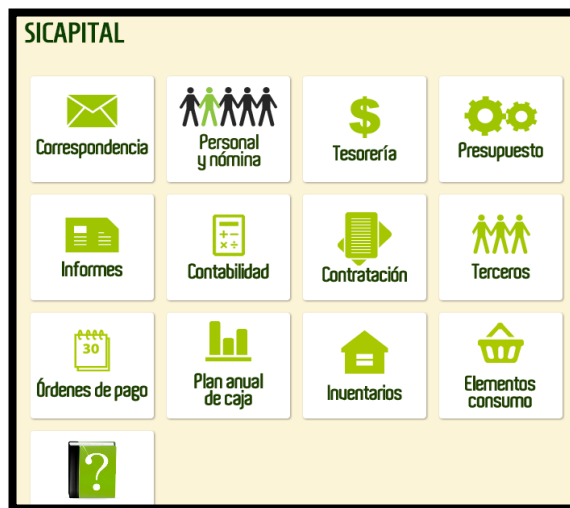 SICAPITAL
Correspondencia
Personal
y nómina
$
Tesorería
Presupuesto
Informes
Contabilidad
Contratación
Terceros
30
Órdenes de pago
Plan anual
de caja
Inventarios
Elementos
consumo
?